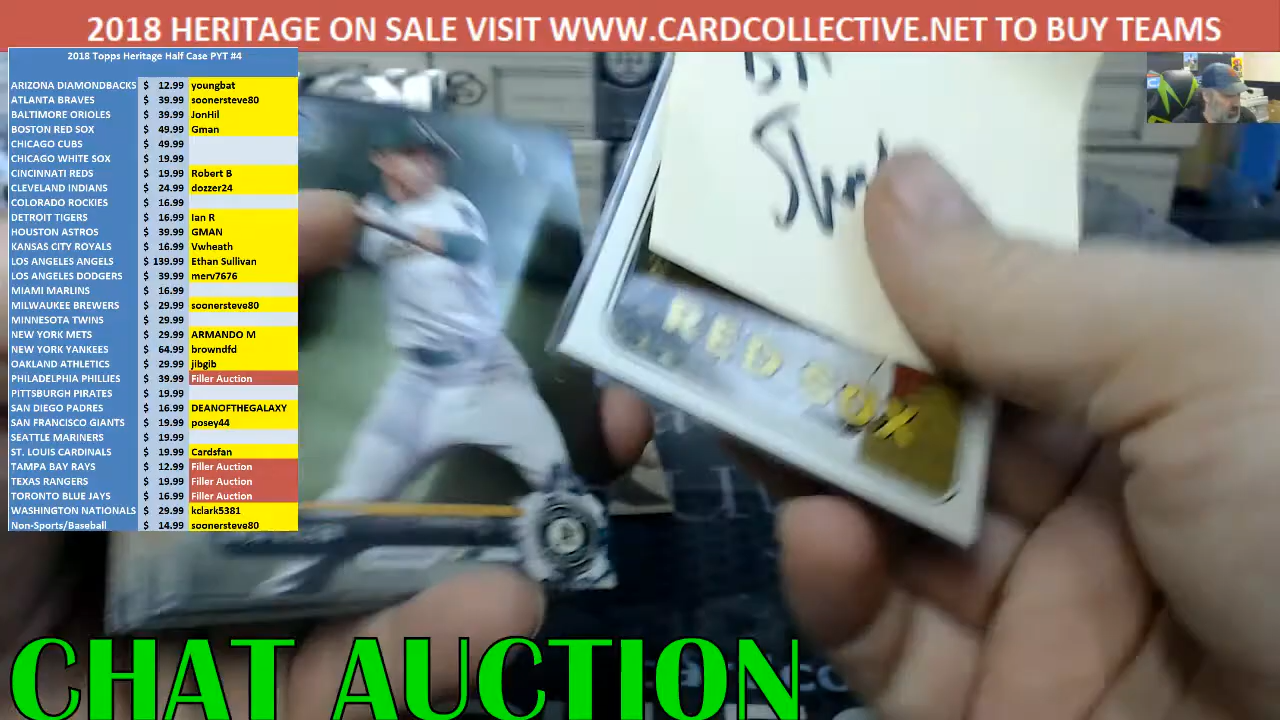 2018 HERITAGE ON SALE VISIT WWW.CARDCOLLECTIVE.NET TO BUY TEAMS
2018 Topps Heritage Half Case PYT #4
ARIZONA DIAMONDBACKS $ 12.99 youngbat
ATLANTA BRAVES $ 39.99 soonersteve80
BALTIMORE ORIOLES $ 39.99 JonHil
BOSTON RED SOX $ 49.99 Gman
CHICAGO CUBS $ 49.99
CHICAGO WHITE SOX $ 19.99
CINCINNATI REDS $ 19.99 Robert B
CLEVELAND INDIANS $ 24.99 dozzer24
COLORADO ROCKIES $ 16.99
DETROIT TIGERS $ 16.99 Ian R
HOUSTON ASTROS $ 39.99 GMAN
KANSAS CITY ROYALS $ 16.99 Vwheath
LOS ANGELES ANGELS $ 139.99 Ethan Sullivan
LOS ANGELES DODGERS $ 39.99 merv7676
MIAMI MARLINS $ 16.99
MILWAUKEE BREWERS $ 29.99 soonersteve80
MINNESOTA TWINS $ 29.99
NEW YORK METS $ 29.99 ARMANDO M
NEW YORK YANKEES $ 64.99 browndfd
OAKLAND ATHLETICS $ 29.99 jibgib
PHILADELPHIA PHILLIES $ 39.99 Filler Auction
PITTSBURGH PIRATES $ 19.99
SAN DIEGO PADRES $ 16.99 DEANOFTHEGALAXY
SAN FRANCISCO GIANTS $ 19.99 posey44
SEATTLE MARINERS $ 19.99
ST. LOUIS CARDINALS $ 19.99 Cardsfan
TAMPA BAY RAYS $ 12.99 Filler Auction
TEXAS RANGERS $ 19.99 Filler Auction
TORONTO BLUE JAYS $ 16.99 Filler Auction
WASHINGTON NATIONALS $ 29.99 kclark5381
Non-Sports/Baseball $ 14.99 soonersteve80
RED SOX
CHAT AUCTION